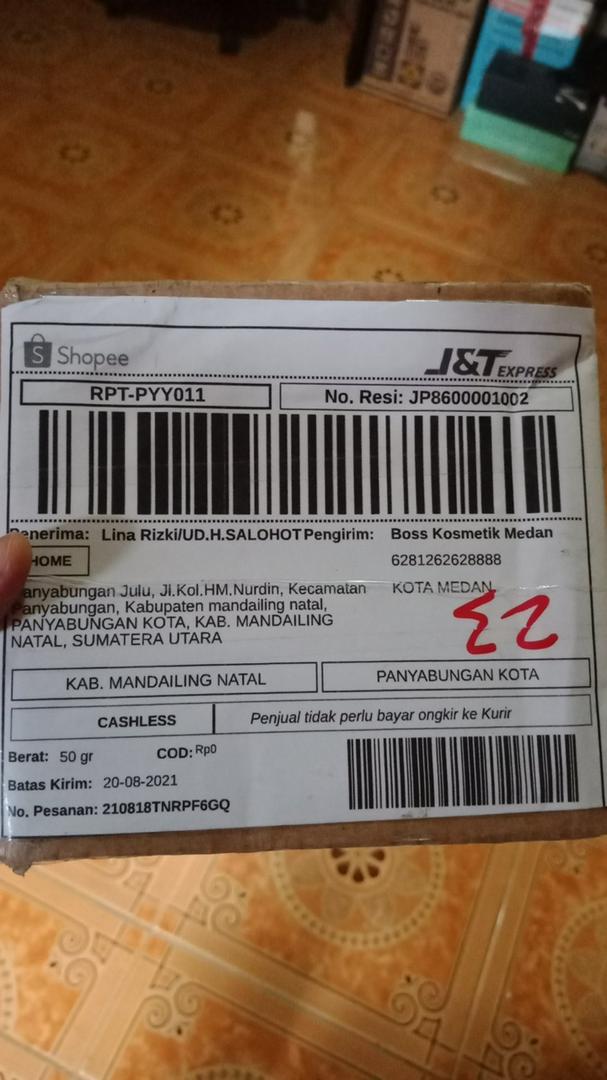 Shopee
J&T EXPRESS
RPT-PYY011
No. Resi: JP8600001002
Penerima: Lina Rizki/UD.H.SALOHOT
Pengirim: Boss Kosmetik Medan
HOME
6281262628888
KOTA MEDAN
Panyabungan Julu, Jl.Kol.HM.Nurdin, Kecamatan
Panyabungan, Kabupaten mandailing natal,
PANYABUNGAN KOTA, KAB. MANDAILING
NATAL, SUMATERA UTARA
KAB. MANDAILING NATAL
PANYABUNGAN KOTA
CASHLESS
Penjual tidak perlu bayar ongkir ke Kurir
Berat: 50 gr
COD: Rp0
Batas Kirim: 20-08-2021
No. Pesanan: 210818TNRPF6GQ